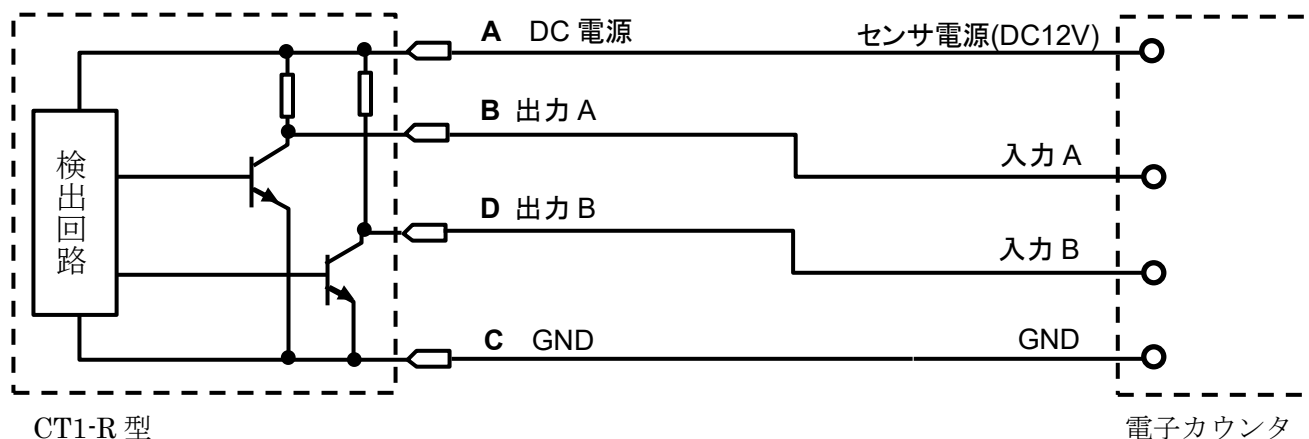 A DC 電源 センサ電源(DC12V)
B 出力 A
入力 A
検出回路
D 出力 B
入力 B
C GND GND
CT1-R 型 電子カウンタ